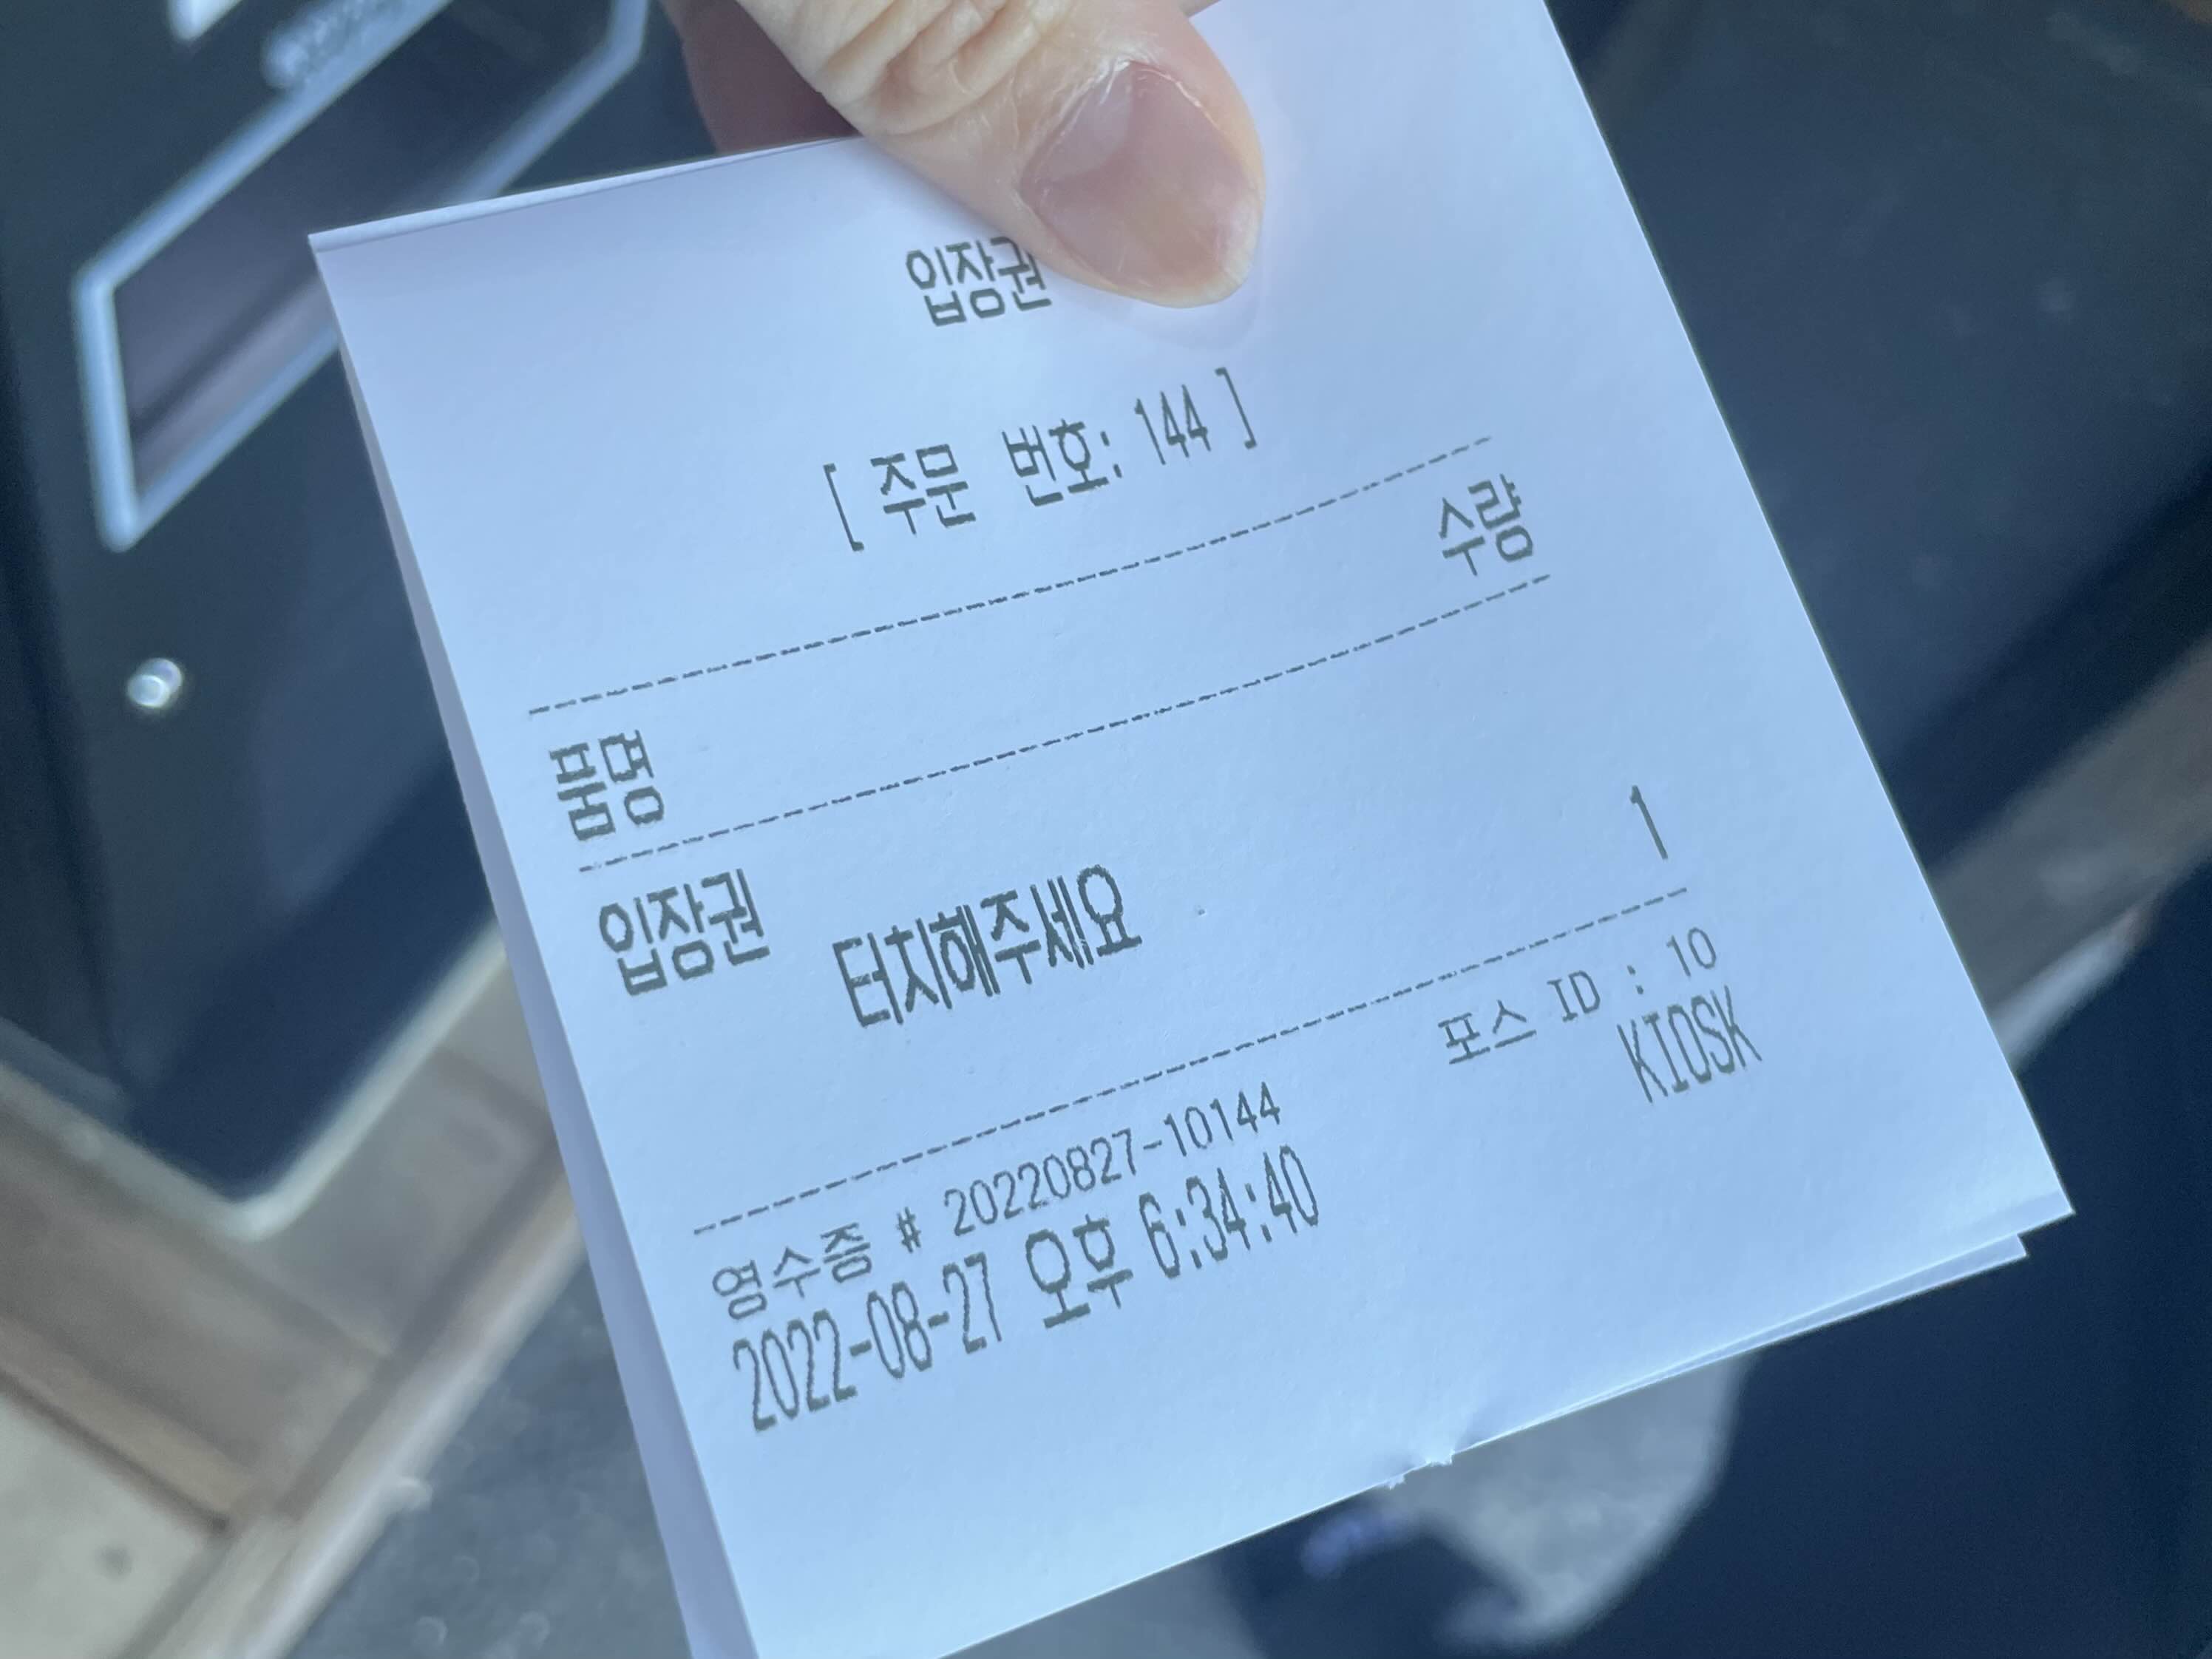 입장권
[ 주문 번호: 144 ]
품명 수량
입장권 터치해주세요 1
영수증 # 20220827-10144 포스 ID : 10
2022-08-27 오후 6:34:40 KIOSK